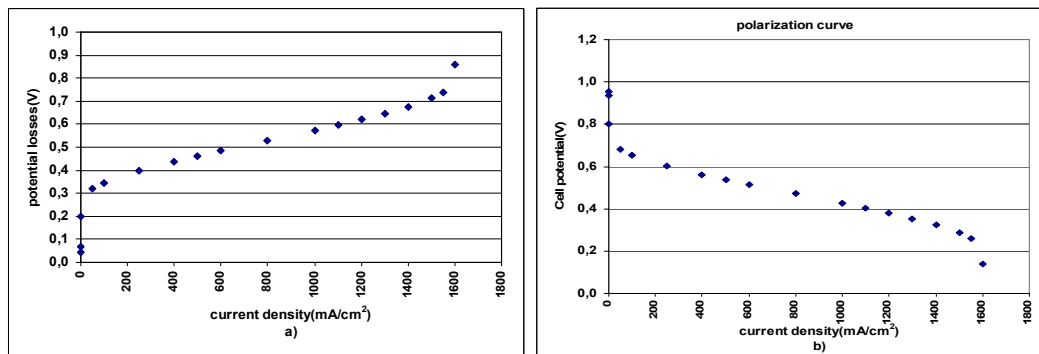 1,0
0,9
0,8
0,7
0,6
0,5
0,4
0,3
0,2
0,1
0,0
potential losses(V)
0 200 400 600 800 1000 1200 1400 1600 1800
current density(mA/cm²)
a)
polarization curve
1,2
1,0
0,8
0,6
0,4
0,2
0,0
Cell potential(V)
0 200 400 600 800 1000 1200 1400 1600 1800
current density(mA/cm²)
b)